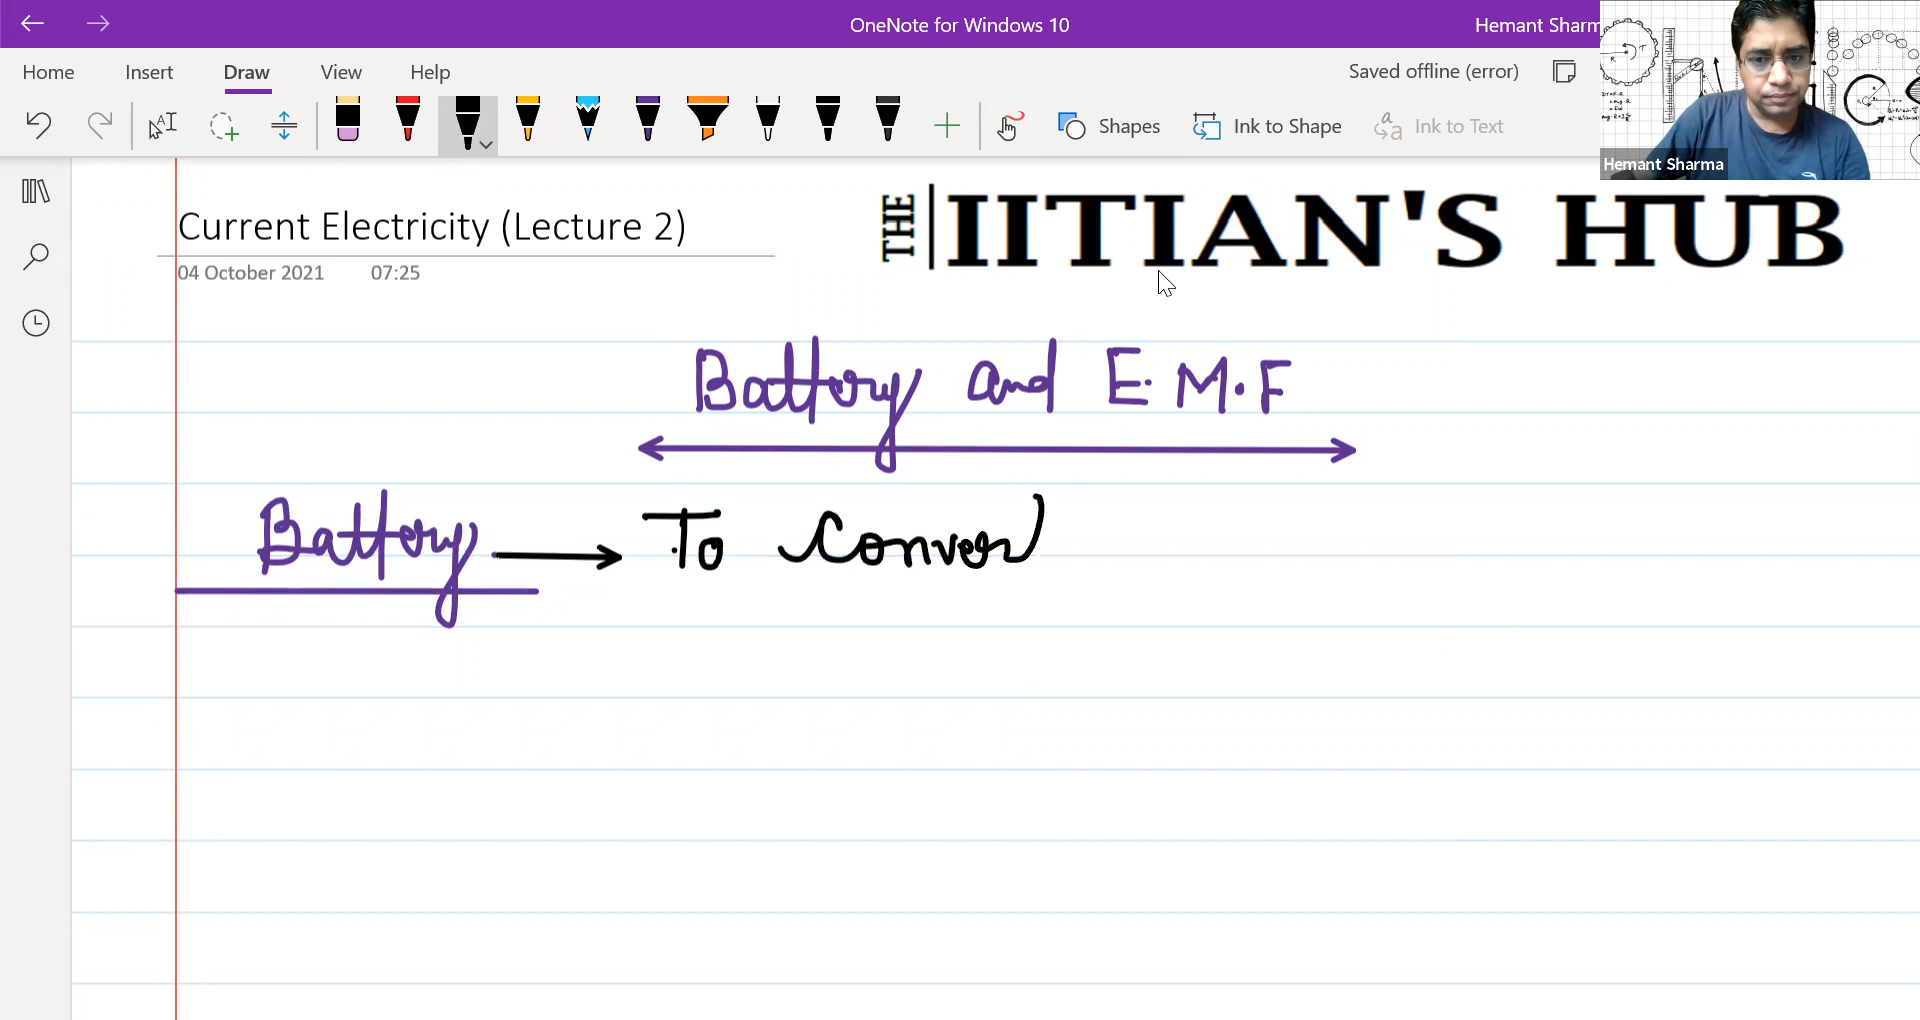 OneNote for Windows 10
Hemant Sharm
Home Insert Draw View Help
Saved offline (error)
Shapes
Ink to Shape
Ink to Text
Hemant Sharma
THE IITIAN'S HUB
Current Electricity (Lecture 2)
04 October 2021 07:25
Battery and E.M.F
Battery → To Conver